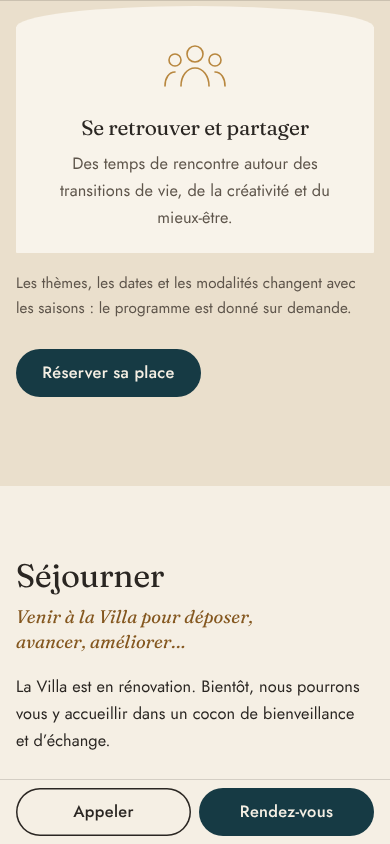 Se retrouver et partager
Des temps de rencontre autour des
transitions de vie, de la créativité et du
mieux-être.
Les thèmes, les dates et les modalités changent avec
les saisons : le programme est donné sur demande.
Réserver sa place
Séjourner
Venir à la Villa pour déposer,
avancer, améliorer...
La Villa est en rénovation. Bientôt, nous pourrons
vous y accueillir dans un cocon de bienveillance
et d’échange.
Appeler
Rendez-vous